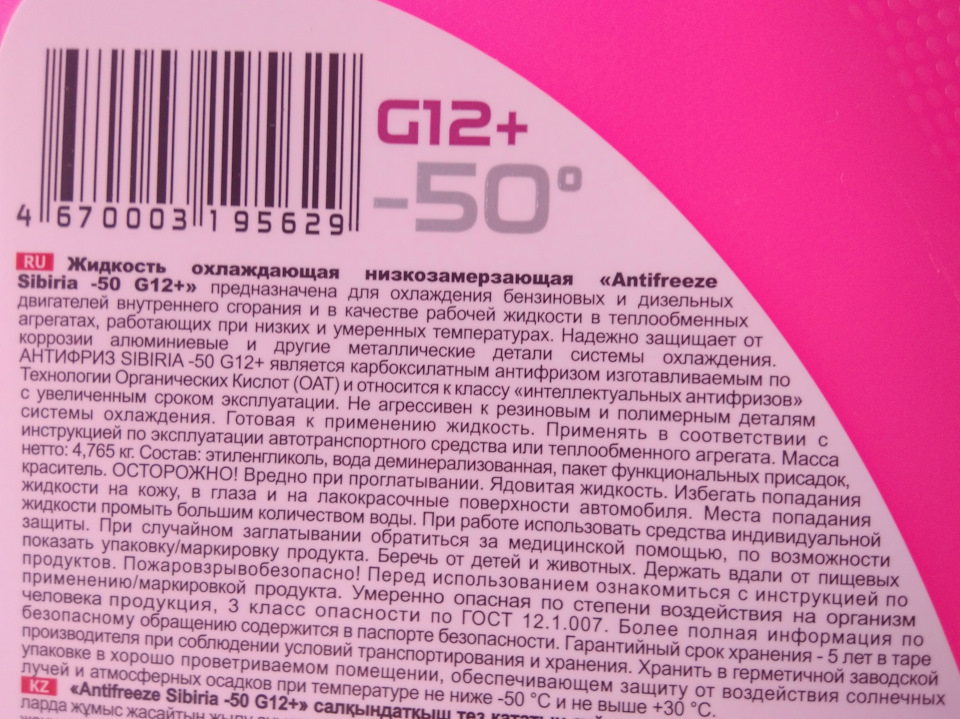 G12+
-50°
4 670003 195629
RU Жидкость охлаждающая низкозамерзающая «Antifreeze
Sibiria -50 G12+» предназначена для охлаждения бензиновых и дизельных
двигателей внутреннего сгорания и в качестве рабочей жидкости в теплообменных
агрегатах, работающих при низких и умеренных температурах. Надежно защищает от
коррозии алюминиевые и другие металлические детали системы охлаждения.
АНТИФРИЗ SIBIRIA -50 G12+ является карбоксилатным антифризом изготавливаемым по
Технологии Органических Кислот (ОАТ) и относится к классу «интеллектуальных антифризов»
с увеличенным сроком эксплуатации. Не агрессивен к резиновым и полимерным деталям
системы охлаждения. Готовая к применению жидкость. Применять в соответствии с
инструкцией по эксплуатации автотранспортного средства или теплообменного агрегата. Масса
нетто: 4,765 кг. Состав: этиленгликоль, вода деминерализованная, пакет функциональных присадок,
краситель. ОСТОРОЖНО! Вредно при проглатывании. Ядовитая жидкость. Избегать попадания
жидкости на кожу, в глаза и на лакокрасочные поверхности автомобиля. Места попадания
жидкости промыть большим количеством воды. При работе использовать средства индивидуальной
защиты. При случайном заглатывании обратиться за медицинской помощью, по возможности
показать упаковку/маркировку продукта. Беречь от детей и животных. Держать вдали от пищевых
продуктов. Пожаровзрывобезопасно! Перед использованием ознакомиться с инструкцией по
применению/маркировкой продукта. Умеренно опасная по степени воздействия на организм
человека продукция, 3 класс опасности по ГОСТ 12.1.007. Более полная информация по
безопасному обращению содержится в паспорте безопасности. Гарантийный срок хранения - 5 лет в таре
производителя при соблюдении условий транспортирования и хранения. Хранить в герметичной заводской
упаковке в хорошо проветриваемом помещении, обеспечивающем защиту от воздействия солнечных
лучей и атмосферных осадков при температуре не ниже -50 °C и не выше +30 °C.
KZ «Antifreeze Sibiria -50 G12+» салқындатқыш тез
ларда жұмыс жасайтын